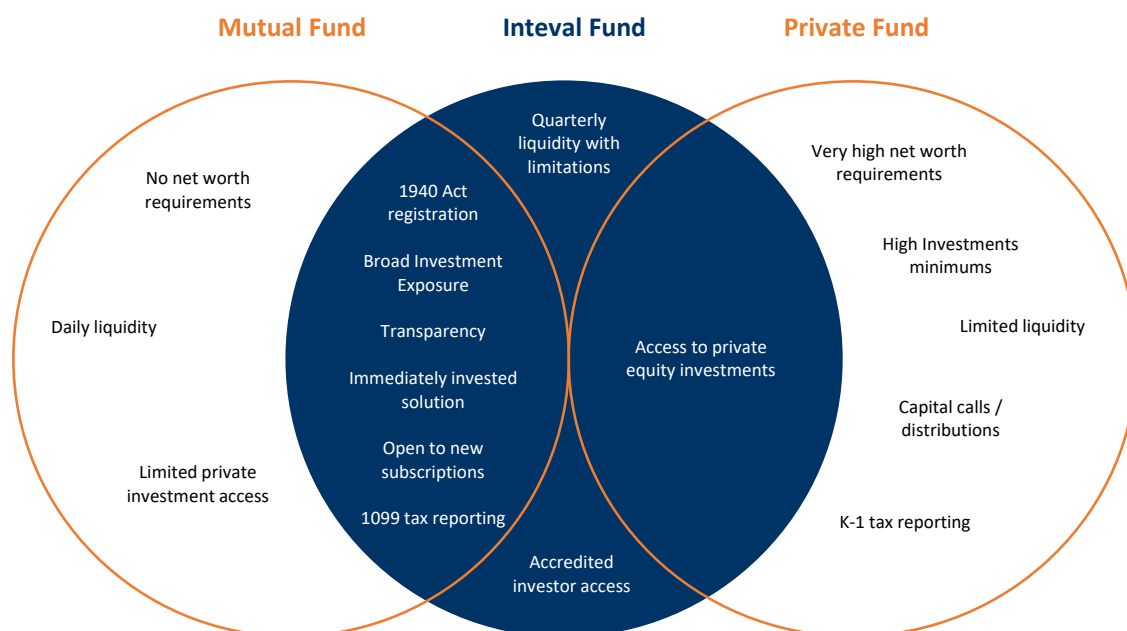 Mutual Fund
Inteval Fund
Private Fund
No net worth
requirements
Daily liquidity
Limited private
investment access
1940 Act
registration
Broad Investment
Exposure
Transparency
Immediately invested
solution
Open to new
subscriptions
1099 tax reporting
Quarterly
liquidity with
limitations
Accredited
investor access
Access to private
equity investments
Very high net worth
requirements
High Investments
minimums
Limited liquidity
Capital calls /
distributions
K-1 tax reporting